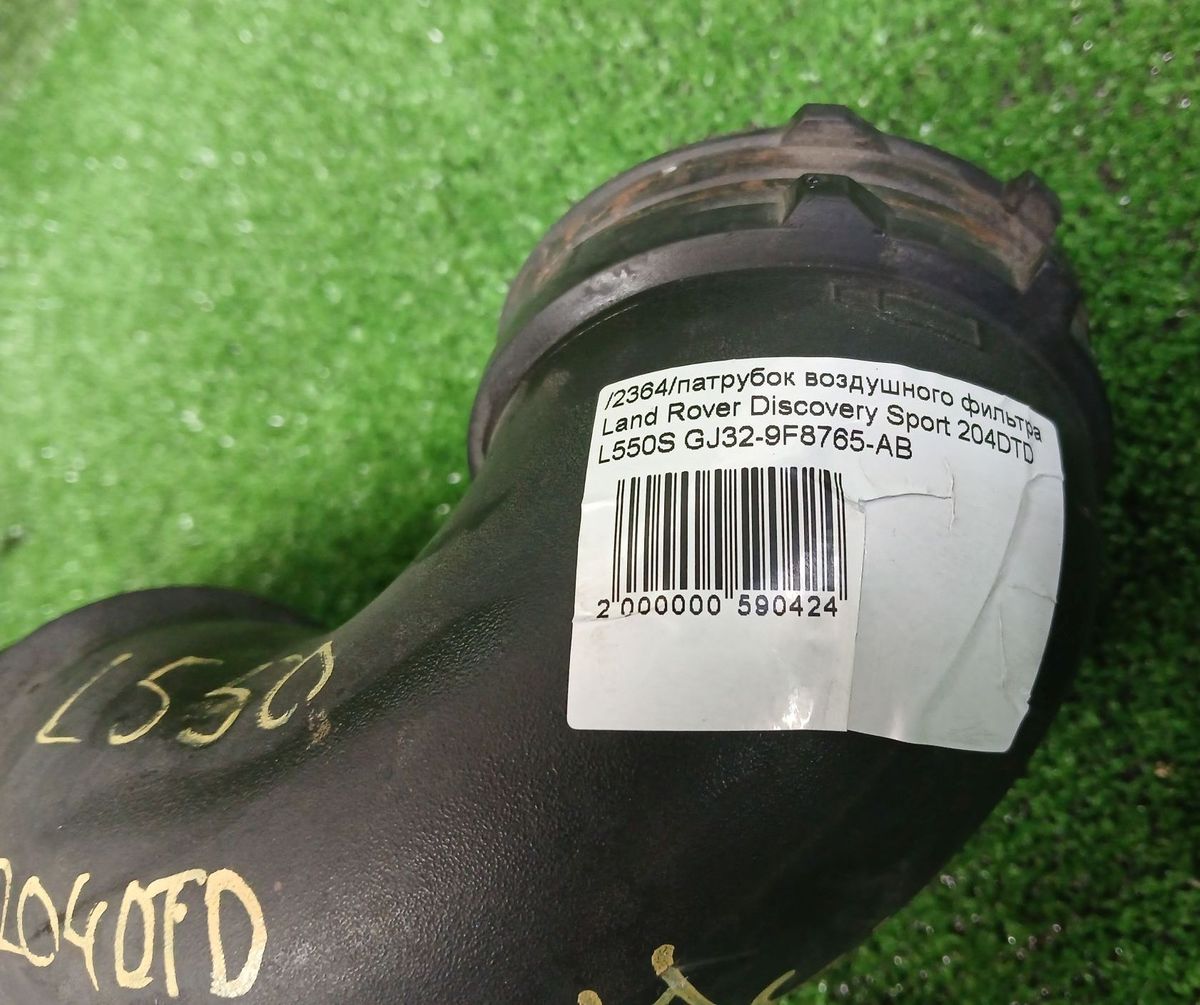 /2364/патрубок воздушного фильтра
Land Rover Discovery Sport 204DTD
L550S GJ32-9F8765-AB
2 000000 590424
L550
204DTD